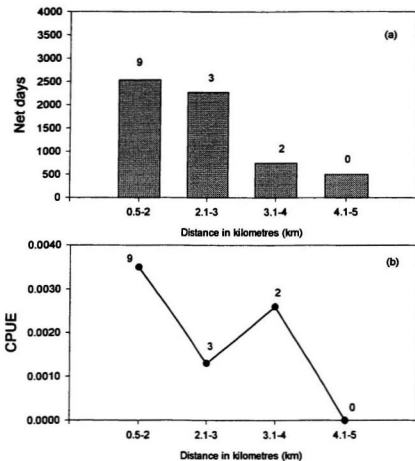 4000
(a)
3500
3000
9
3
2500
2000
Net days
1500
2
1000
0
500
0
0.5-2 2.1-3 3.1-4 4.1-5
Distance in kilometres (km)
0.0040
9
(b)
0.0030
2
CPUE
0.0020
3
0.0010
0
0.0000
0.5-2 2.1-3 3.1-4 4.1-5
Distance in kilometres (km)